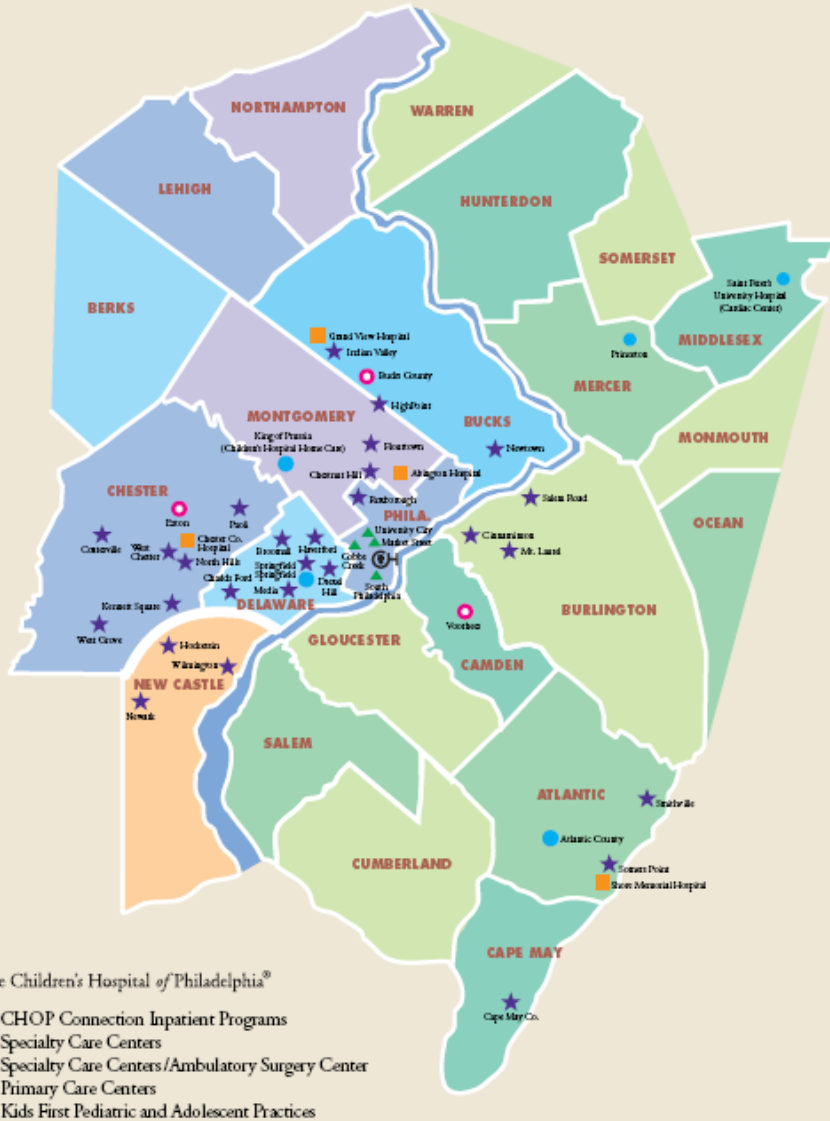 NORTHAMPTON
WARREN
LEHIGH
HUNTERDON
SOMERSET
Saint Peter's
University Hospital
(Cardiac Center)
BERKS
MIDDLESEX
Grand View Hospital
Indian Valley
Princeton
Bucks County
MERCER
HighPoint
MONTGOMERY
BUCKS
King of Prussia
(Children's Hospital Home Care)
Flourtown
Newtown
MONMOUTH
Chestnut Hill
Abington Hospital
CHESTER
Roxborough
Salem Road
Exton
Paoli
PHILA.
OCEAN
University City
Market Street
Cinnaminson
Coatesville
West
Chester
Chester Co.
Hospital
North Hills
Broomall
Haverford
Cobbs
Creek
Mt. Laurel
Springfield
Springfield
Chadds Ford
Media
Drexel
Hill
South
Philadelphia
Kennett Square
DELAWARE
BURLINGTON
Voorhees
West Grove
Hockessin
GLOUCESTER
Wilmington
CAMDEN
NEW CASTLE
Newark
SALEM
ATLANTIC
Smithville
Atlantic County
CUMBERLAND
Somers Point
Shore Memorial Hospital
CAPE MAY
e Children's Hospital of Philadelphia®
Cape May Co.
CHOP Connection Inpatient Programs
Specialty Care Centers
Specialty Care Centers/Ambulatory Surgery Center
Primary Care Centers
Kids First Pediatric and Adolescent Practices